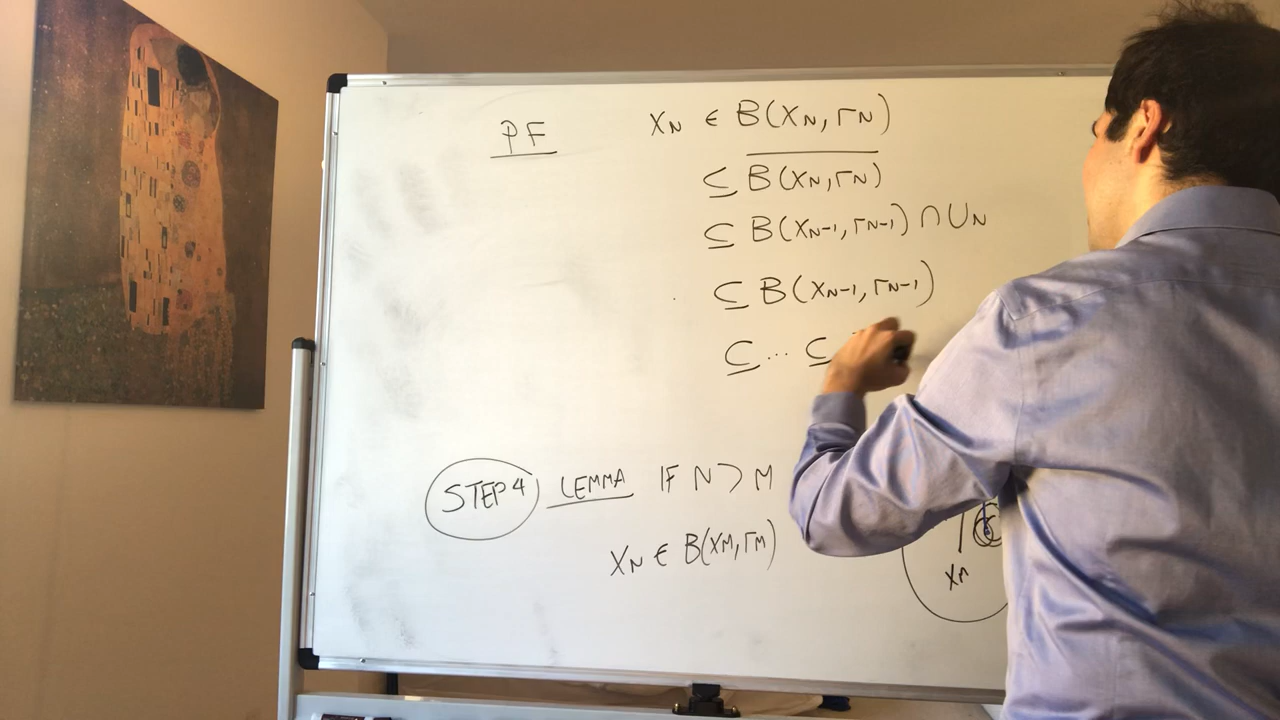 PF
XN ∈ B(XN, rN)
⊆ B(XN, rN)
⊆ B(XN-1, rN-1) ∩ UN
⊆ B(XN-1, rN-1)
⊆ ... ⊆
STEP 4 LEMMA IF N > M
XN ∈ B(XM, rM)
XM